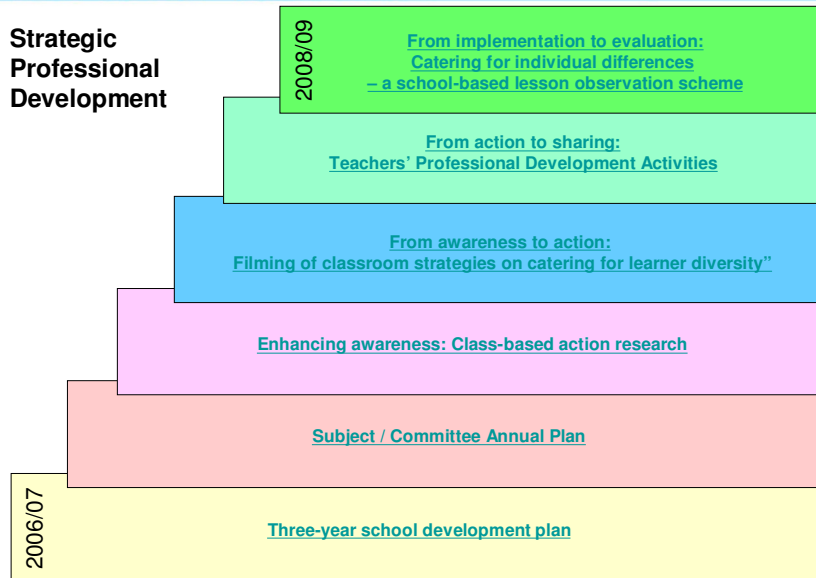 Strategic
Professional
Development
2008/09
From implementation to evaluation:
Catering for individual differences
– a school-based lesson observation scheme
From action to sharing:
Teachers’ Professional Development Activities
From awareness to action:
Filming of classroom strategies on catering for learner diversity”
Enhancing awareness: Class-based action research
Subject / Committee Annual Plan
2006/07
Three-year school development plan